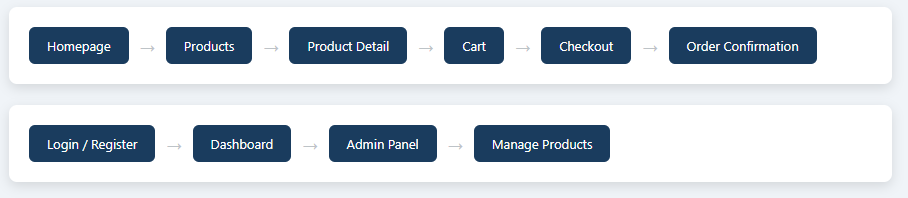 Homepage → Products → Product Detail → Cart → Checkout → Order Confirmation
Login / Register → Dashboard → Admin Panel → Manage Products